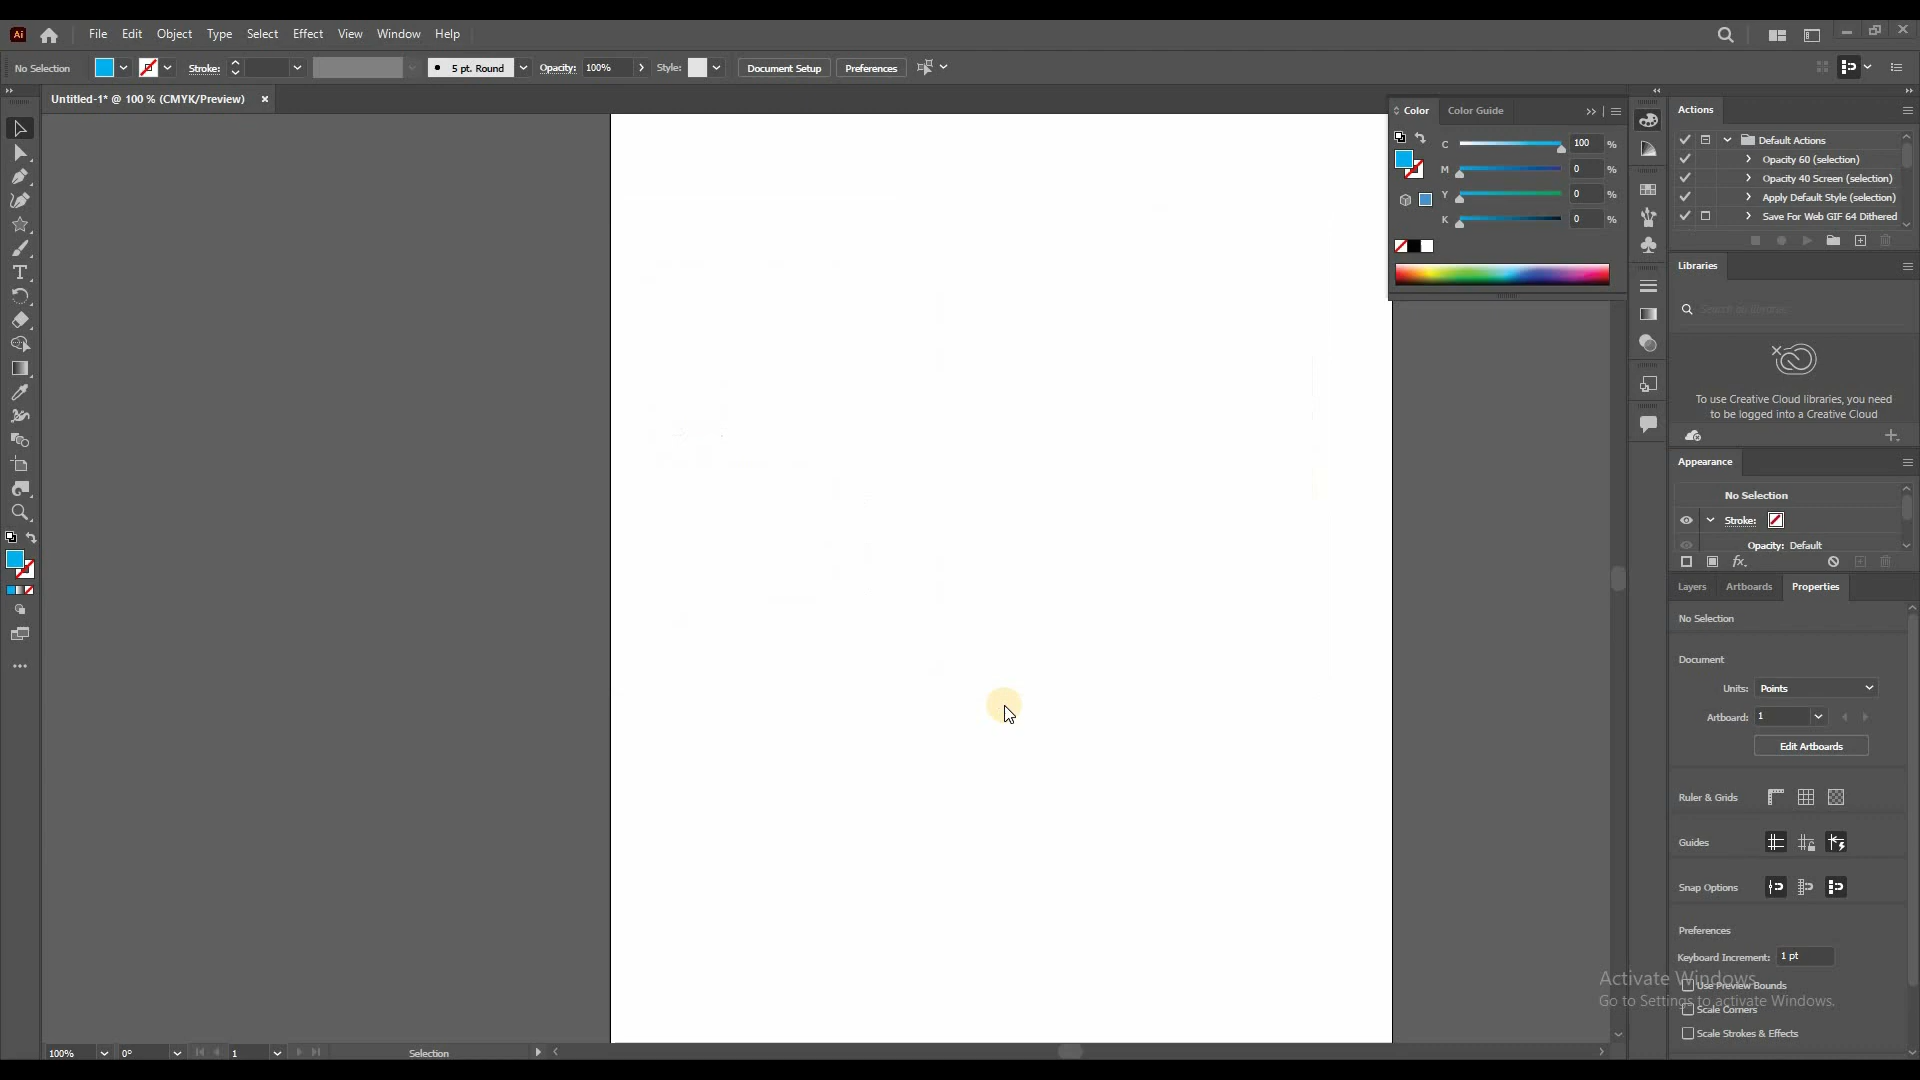 Ai File Edit Object Type Select Effect View Window Help
No Selection Stroke: 5 pt. Round Opacity: 100% Style: Document Setup Preferences
Untitled-1* @ 100 % (CMYK/Preview) ×
Color Color Guide
C 100 %
M 0 %
Y 0 %
K 0 %
Actions
Default Actions
Opacity 60 (selection)
Opacity 40 Screen (selection)
Apply Default Style (selection)
Save For Web GIF 64 Dithered
Libraries
To use Creative Cloud libraries, you need
to be logged into a Creative Cloud
Appearance
No Selection
Stroke:
Opacity: Default
fx.
Layers Artboards Properties
No Selection
Document
Units: Points
Artboard: 1
Edit Artboards
Ruler & Grids
Guides
Snap Options
Preferences
Keyboard Increment: 1 pt
Activate Windows
Use Preview Bounds
Go to Settings to activate Windows.
Scale Corners
Scale Strokes & Effects
100% 0° 1 Selection